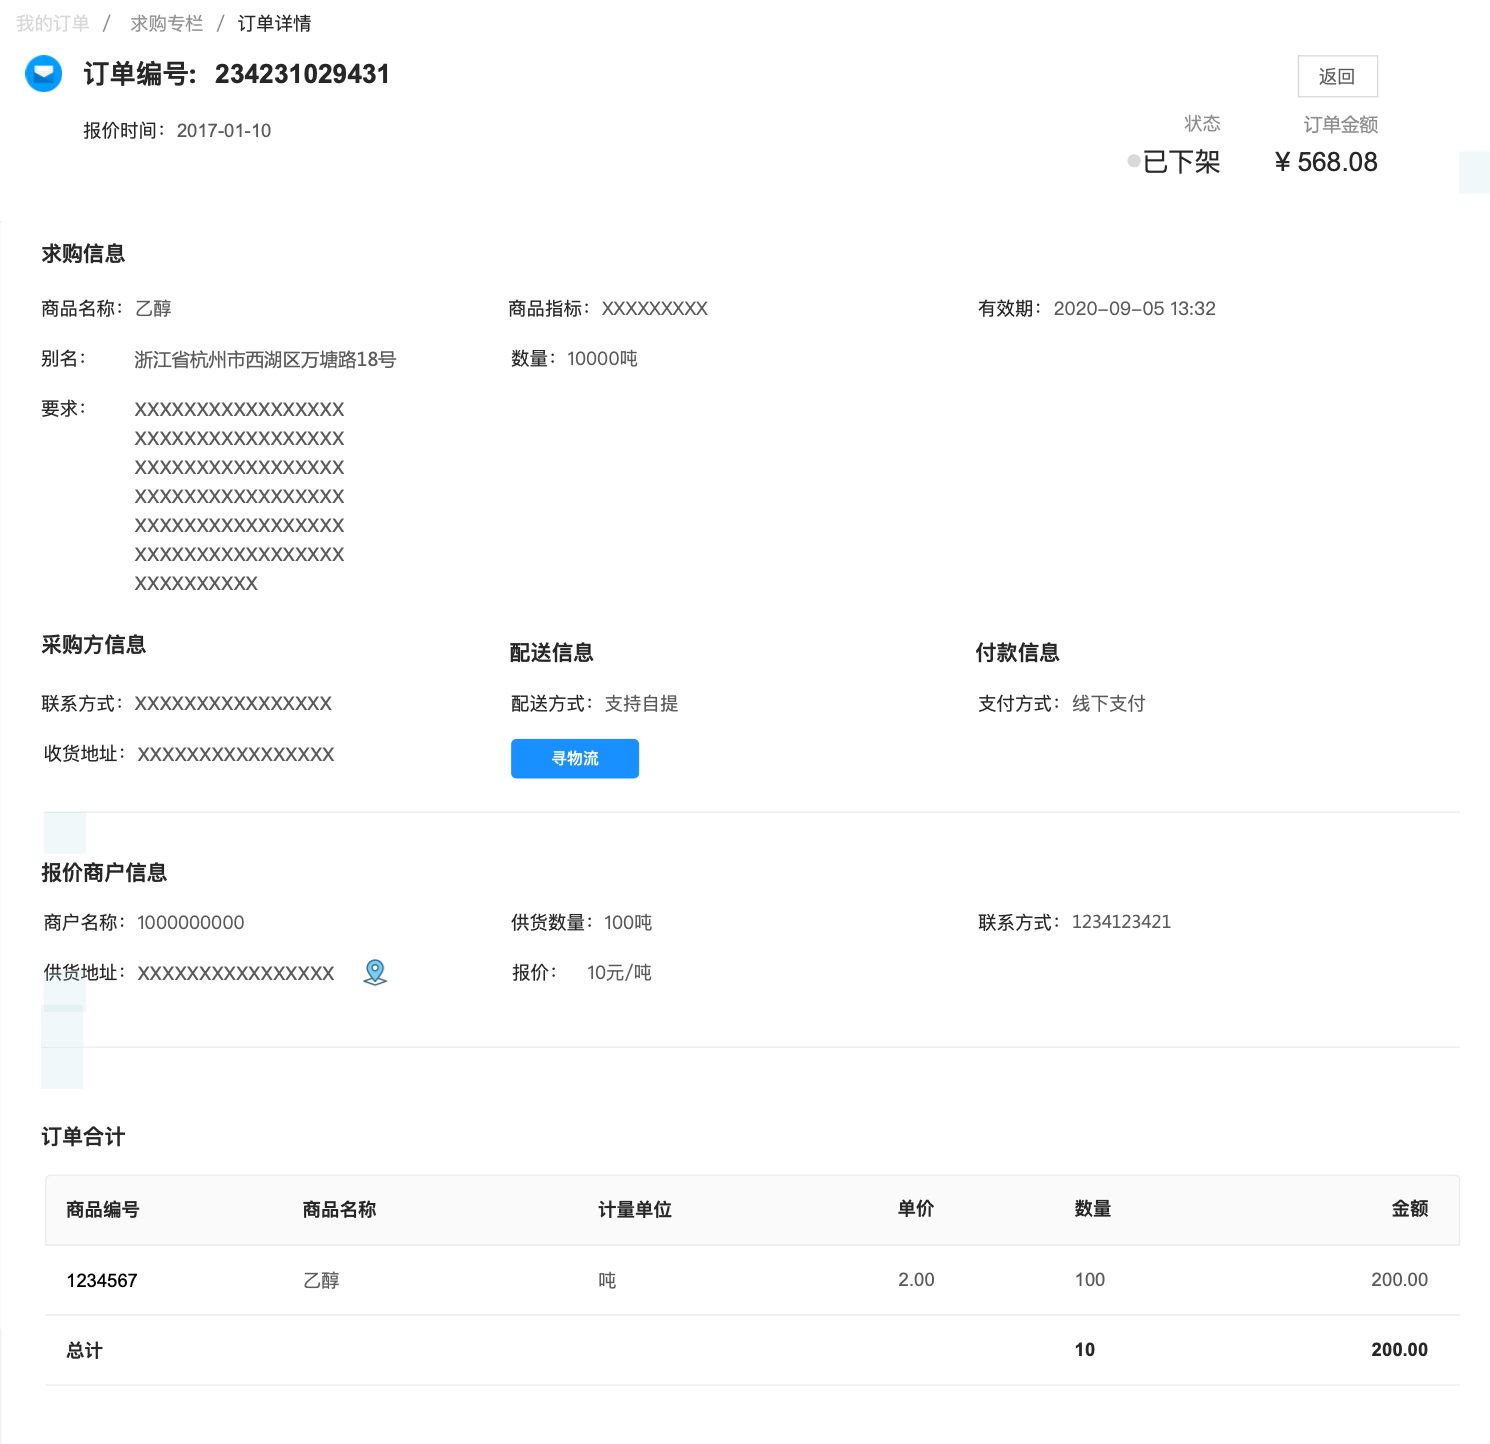 我的订单 / 求购专栏 / 订单详情
订单编号: 234231029431
返回
报价时间: 2017-01-10
状态 订单金额
已下架 ¥ 568.08
求购信息
商品名称: 乙醇 商品指标: XXXXXXXXX 有效期: 2020-09-05 13:32
别名: 浙江省杭州市西湖区万塘路18号 数量: 10000吨
要求: XXXXXXXXXXXXXXXXX
XXXXXXXXXXXXXXXXX
XXXXXXXXXXXXXXXXX
XXXXXXXXXXXXXXXXX
XXXXXXXXXXXXXXXXX
XXXXXXXXXXXXXXXXX
XXXXXXXXXX
采购方信息 配送信息 付款信息
联系方式: XXXXXXXXXXXXXXXX 配送方式: 支持自提 支付方式: 线下支付
收货地址: XXXXXXXXXXXXXXXX 寻物流
报价商户信息
商户名称: 1000000000 供货数量: 100吨 联系方式: 1234123421
供货地址: XXXXXXXXXXXXXXXX 报价: 10元/吨
订单合计
商品编号 商品名称 计量单位 单价 数量 金额
1234567 乙醇 吨 2.00 100 200.00
总计 10 200.00